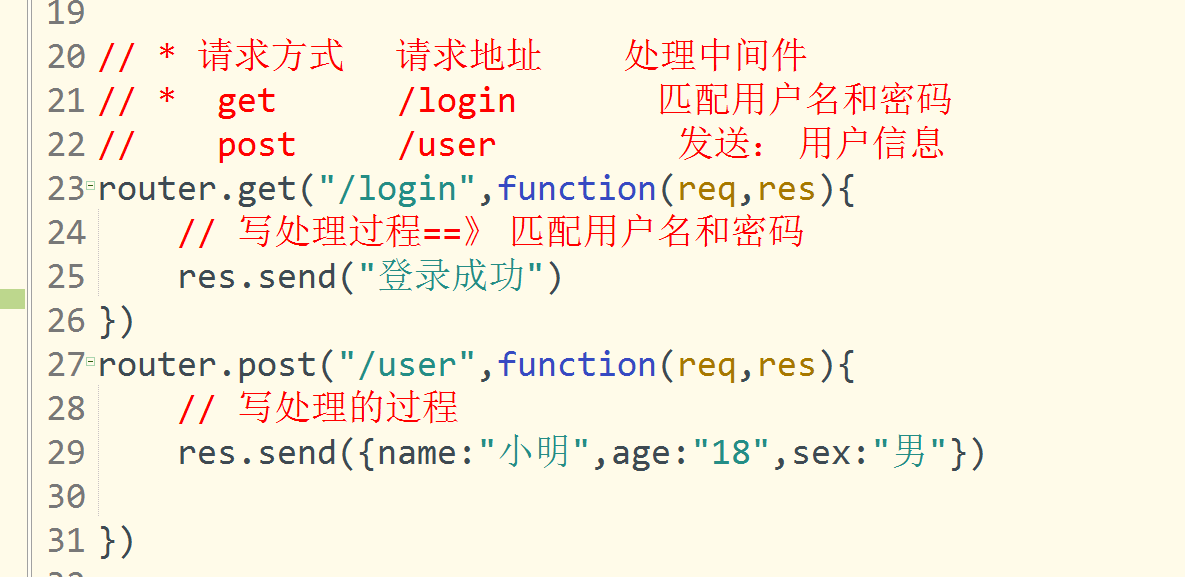 19
20 // * 请求方式 请求地址 处理中间件
21 // * get /login 匹配用户名和密码
22 // post /user 发送： 用户信息
23 router.get("/login",function(req,res){
24 // 写处理过程==》 匹配用户名和密码
25 res.send("登录成功")
26 })
27 router.post("/user",function(req,res){
28 // 写处理的过程
29 res.send({name:"小明",age:"18",sex:"男"})
30
31 })